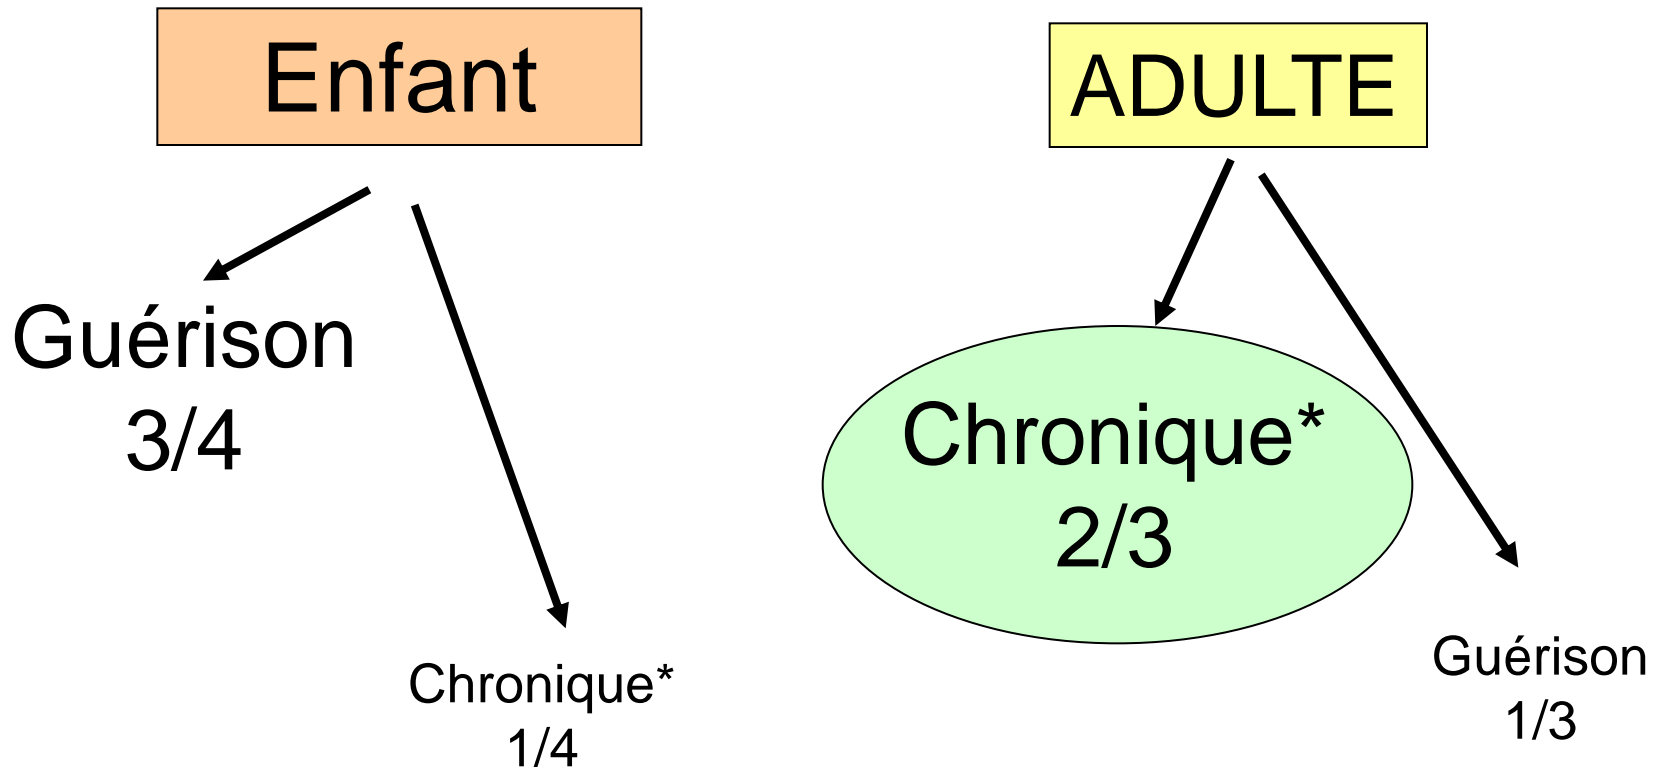 Enfant
Guérison
3/4
Chronique*
1/4
ADULTE
Chronique*
2/3
Guérison
1/3